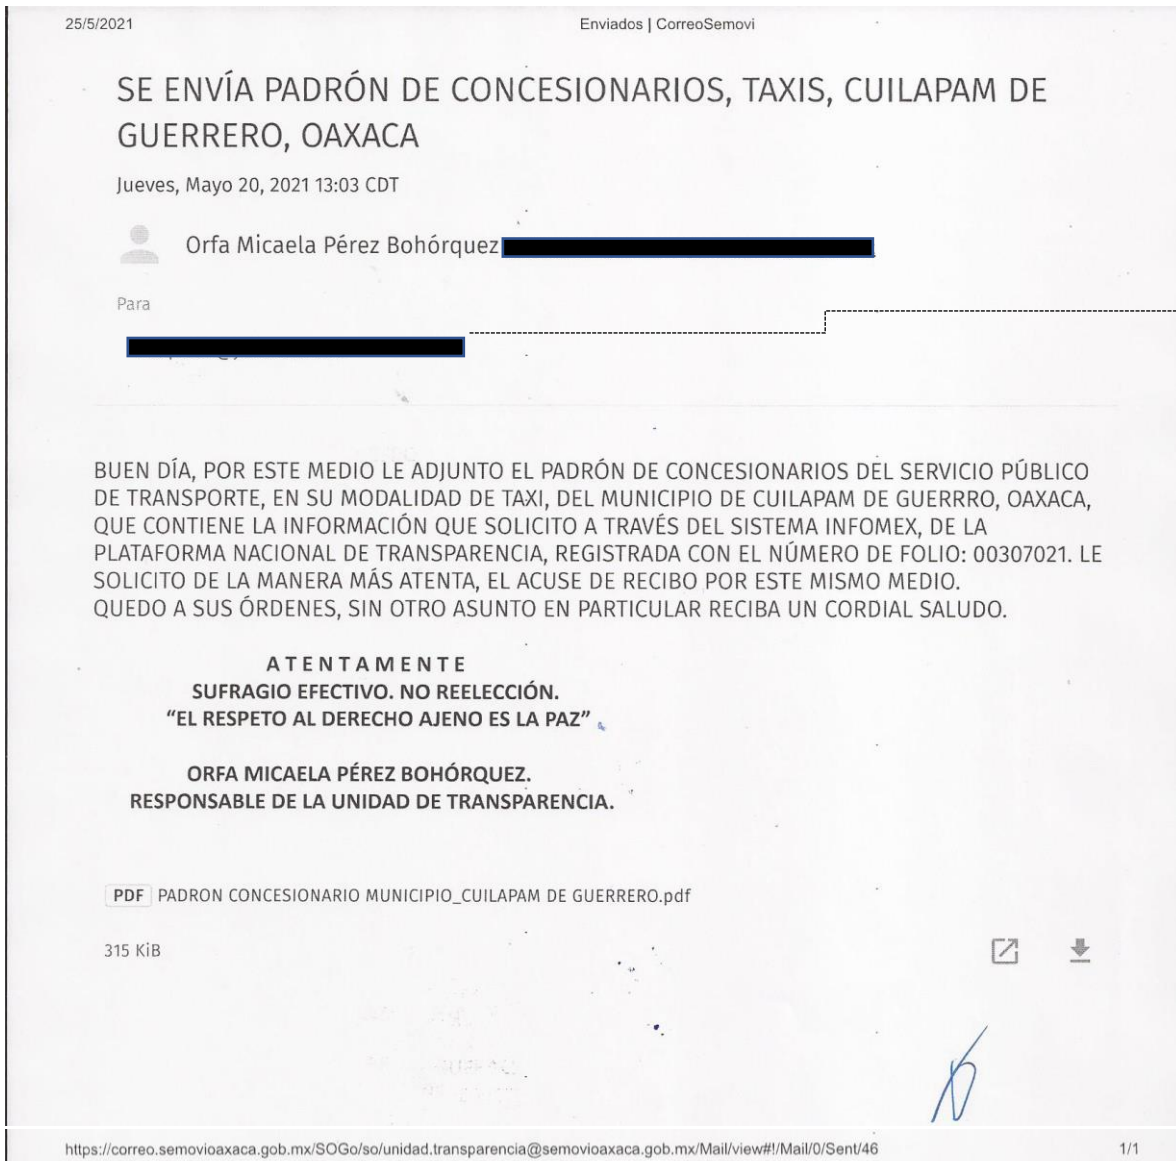 25/5/2021 Enviados | CorreoSemovi
SE ENVÍA PADRÓN DE CONCESIONARIOS, TAXIS, CUILAPAM DE
GUERRERO, OAXACA
Jueves, Mayo 20, 2021 13:03 CDT
Orfa Micaela Pérez Bohórquez
Para
BUEN DÍA, POR ESTE MEDIO LE ADJUNTO EL PADRÓN DE CONCESIONARIOS DEL SERVICIO PÚBLICO
DE TRANSPORTE, EN SU MODALIDAD DE TAXI, DEL MUNICIPIO DE CUILAPAM DE GUERRRO, OAXACA,
QUE CONTIENE LA INFORMACIÓN QUE SOLICITO A TRAVÉS DEL SISTEMA INFOMEX, DE LA
PLATAFORMA NACIONAL DE TRANSPARENCIA, REGISTRADA CON EL NÚMERO DE FOLIO: 00307021. LE
SOLICITO DE LA MANERA MÁS ATENTA, EL ACUSE DE RECIBO POR ESTE MISMO MEDIO.
QUEDO A SUS ÓRDENES, SIN OTRO ASUNTO EN PARTICULAR RECIBA UN CORDIAL SALUDO.
A T E N T A M E N T E
SUFRAGIO EFECTIVO. NO REELECCIÓN.
“EL RESPETO AL DERECHO AJENO ES LA PAZ”
ORFA MICAELA PÉREZ BOHÓRQUEZ.
RESPONSABLE DE LA UNIDAD DE TRANSPARENCIA.
PDF PADRON CONCESIONARIO MUNICIPIO_CUILAPAM DE GUERRERO.pdf
315 KiB
https://correo.semovioaxaca.gob.mx/SOGo/so/unidad.transparencia@semovioaxaca.gob.mx/Mail/view#!/Mail/0/Sent/46 1/1